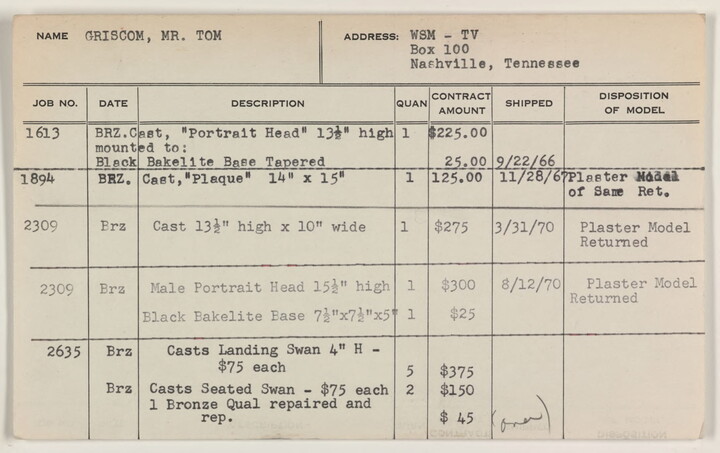 NAME GRISCOM, MR. TOM ADDRESS: WSM - TV
Box 100
Nashville, Tennessee
JOB NO. DATE DESCRIPTION QUAN CONTRACT AMOUNT SHIPPED DISPOSITION OF MODEL
1613 BRZ. Cast, "Portrait Head" 13½" high 1 $225.00
mounted to:
Black Bakelite Base Tapered 25.00 9/22/66
1894 BRZ. Cast,"Plaque" 14" x 15" 1 125.00 11/28/67 Plaster Model
of Same Ret.
2309 Brz Cast 13½" high x 10" wide 1 $275 3/31/70 Plaster Model
Returned
2309 Brz Male Portrait Head 15½" high 1 $300 8/12/70 Plaster Model
Returned
Black Bakelite Base 7½"x7½"x5" 1 $25
2635 Brz Casts Landing Swan 4" H -
$75 each 5 $375
Brz Casts Seated Swan - $75 each 2 $150
1 Bronze Qual repaired and
rep. $ 45 (over)